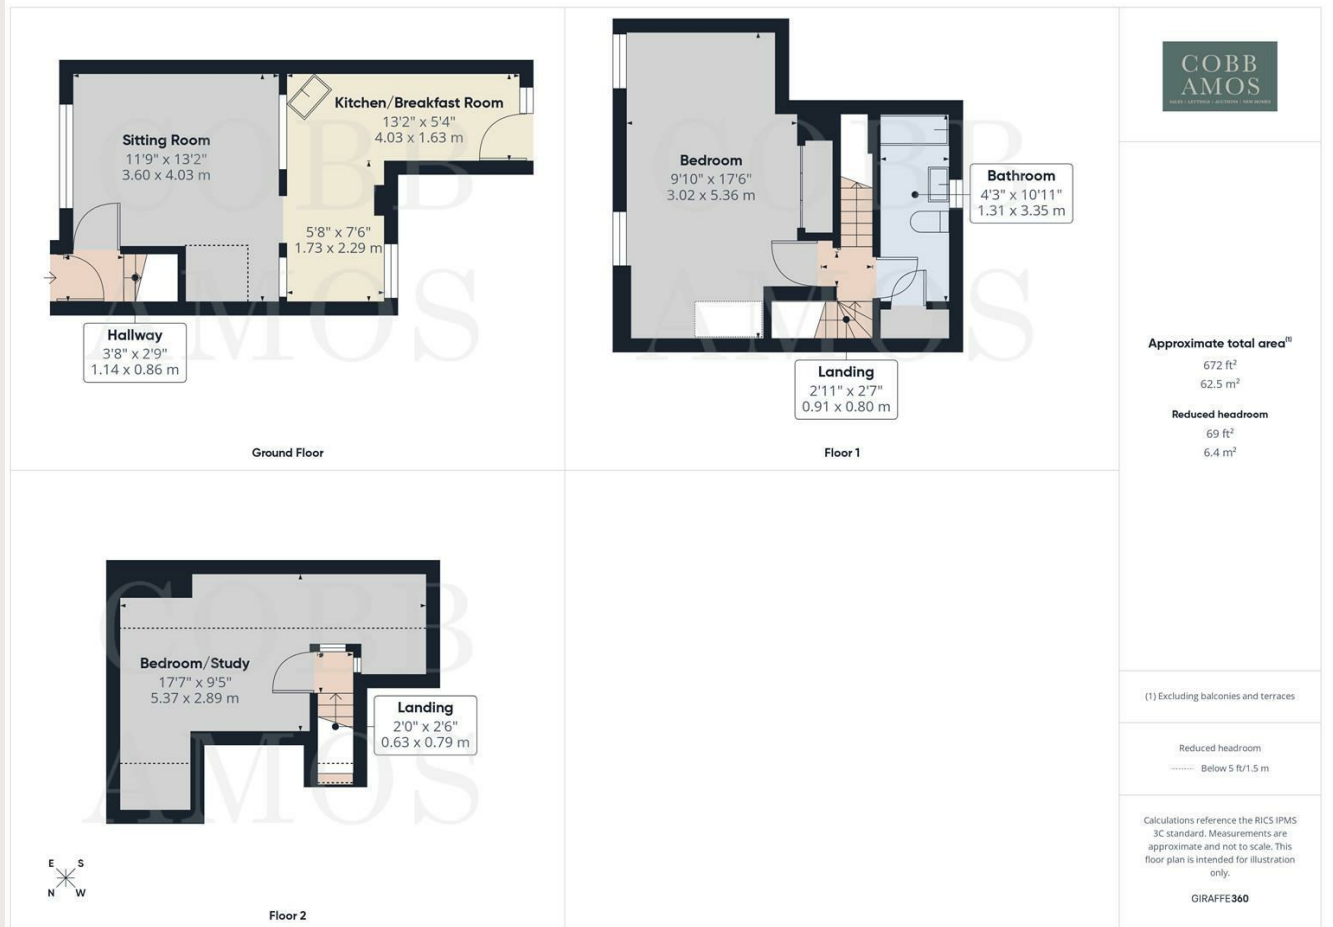 Sitting Room
11'9" x 13'2"
3.60 x 4.03 m
Kitchen/Breakfast Room
13'2" x 5'4"
4.03 x 1.63 m
5'8" x 7'6"
1.73 x 2.29 m
Hallway
3'8" x 2'9"
1.14 x 0.86 m
COBB
AMOS
Ground Floor
Bedroom
9'10" x 17'6"
3.02 x 5.36 m
Bathroom
4'3" x 10'11"
1.31 x 3.35 m
Landing
2'11" x 2'7"
0.91 x 0.80 m
COBB
AMOS
Floor 1
Bedroom/Study
17'7" x 9'5"
5.37 x 2.89 m
Landing
2'0" x 2'6"
0.63 x 0.79 m
COBB
AMOS
E S
N W
Floor 2
COBB
AMOS
SALES / LETTINGS / AUCTIONS / NEW HOMES
Approximate total area(1)
672 ft²
62.5 m²
Reduced headroom
69 ft²
6.4 m²
(1) Excluding balconies and terraces
Reduced headroom
Below 5 ft/1.5 m
Calculations reference the RICS IPMS
3C standard. Measurements are
approximate and not to scale. This
floor plan is intended for illustration
only.
GIRAFFE360